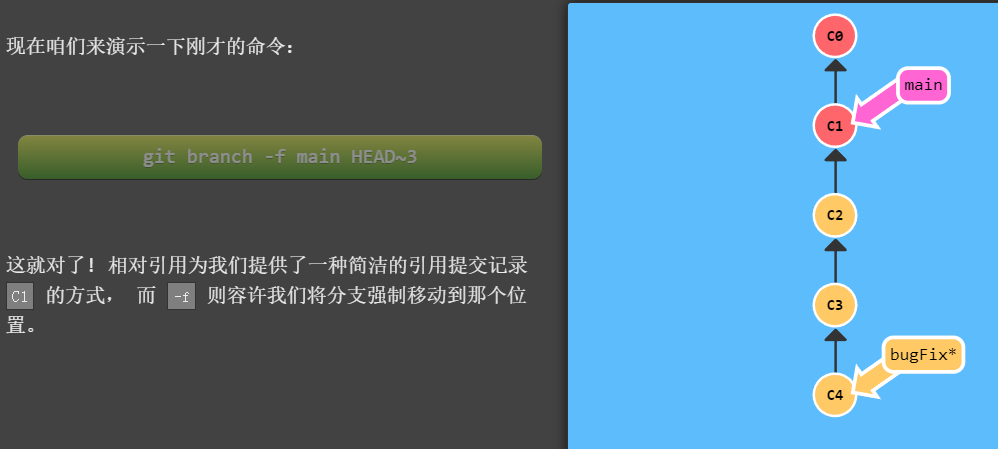 现在咱们来演示一下刚才的命令：
git branch -f main HEAD~3
这就对了！相对引用为我们提供了一种简洁的引用提交记录
C1 的方式， 而 -f 则容许我们将分支强制移动到那个位
置。
C0
main
C1
C2
C3
bugFix*
C4